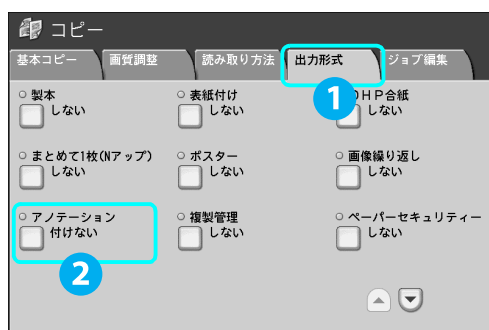 コピー
基本コピー 画質調整 読み取り方法 出力形式 ジョブ編集
製本 表紙付け HP合紙
しない しない しない
まとめて1枚(Nアップ) ポスター 画像繰り返し
しない しない しない
アノテーション 複製管理 ペーパーセキュリティー
付けない しない しない
1
2